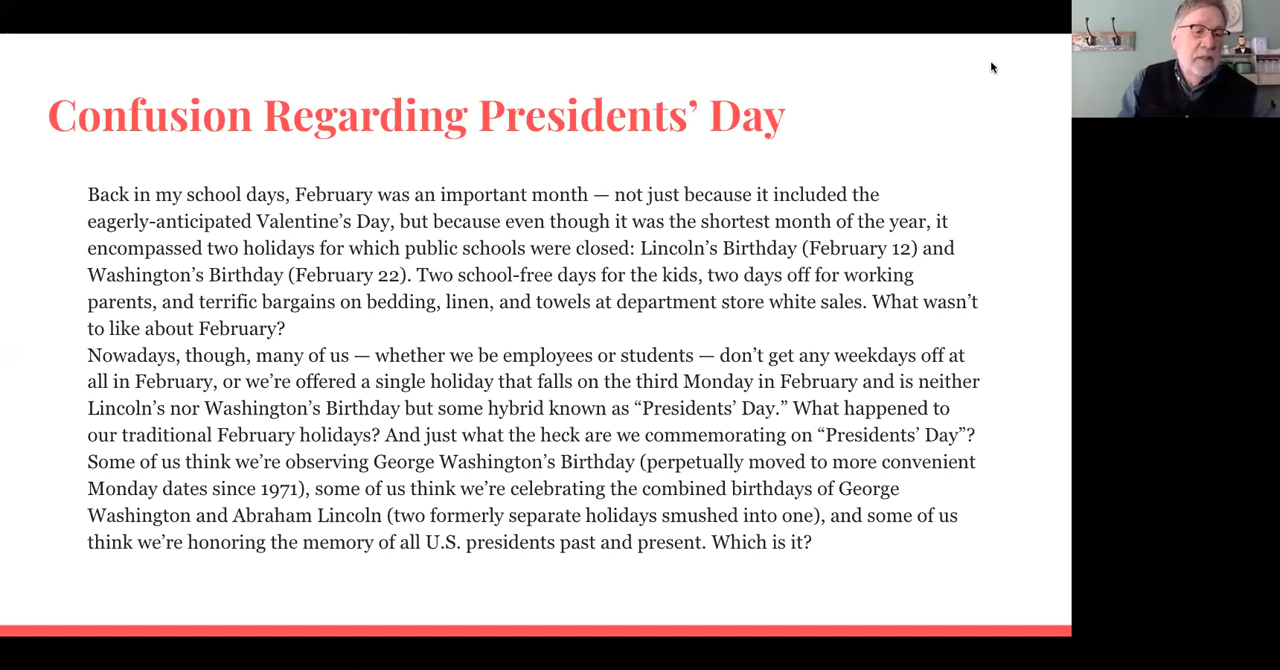 Confusion Regarding Presidents’ Day
Back in my school days, February was an important month — not just because it included the
eagerly-anticipated Valentine’s Day, but because even though it was the shortest month of the year, it
encompassed two holidays for which public schools were closed: Lincoln’s Birthday (February 12) and
Washington’s Birthday (February 22). Two school-free days for the kids, two days off for working
parents, and terrific bargains on bedding, linen, and towels at department store white sales. What wasn’t
to like about February?
Nowadays, though, many of us — whether we be employees or students — don’t get any weekdays off at
all in February, or we’re offered a single holiday that falls on the third Monday in February and is neither
Lincoln’s nor Washington’s Birthday but some hybrid known as “Presidents’ Day.” What happened to
our traditional February holidays? And just what the heck are we commemorating on “Presidents’ Day”?
Some of us think we’re observing George Washington’s Birthday (perpetually moved to more convenient
Monday dates since 1971), some of us think we’re celebrating the combined birthdays of George
Washington and Abraham Lincoln (two formerly separate holidays smushed into one), and some of us
think we’re honoring the memory of all U.S. presidents past and present. Which is it?